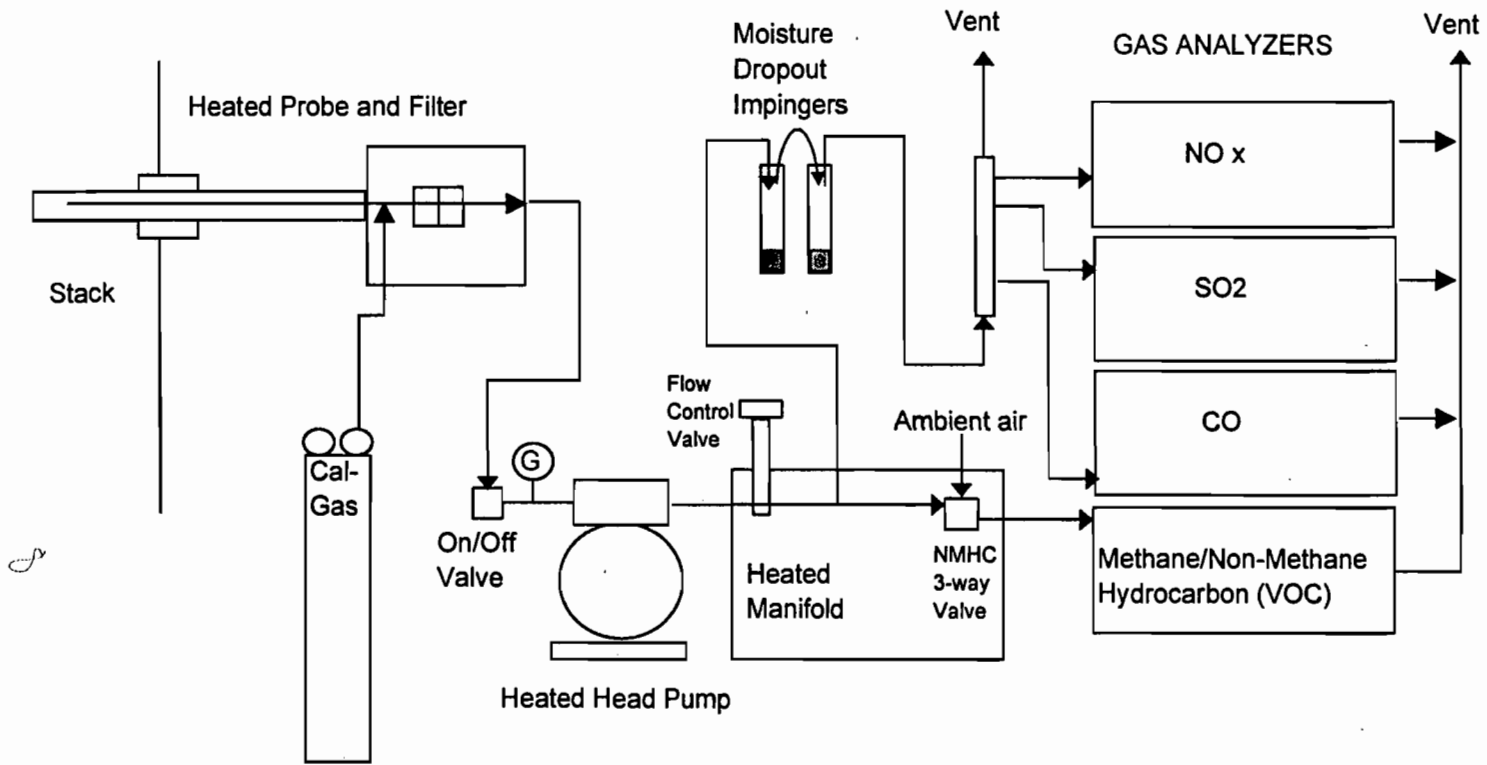 Moisture
Dropout
Impingers
Vent
GAS ANALYZERS
Vent
Heated Probe and Filter
NO x
Stack
SO2
Flow
Control
Valve
Ambient air
CO
Cal-
Gas
G
On/Off
Valve
Heated
Manifold
NMHC
3-way
Valve
Methane/Non-Methane
Hydrocarbon (VOC)
Heated Head Pump